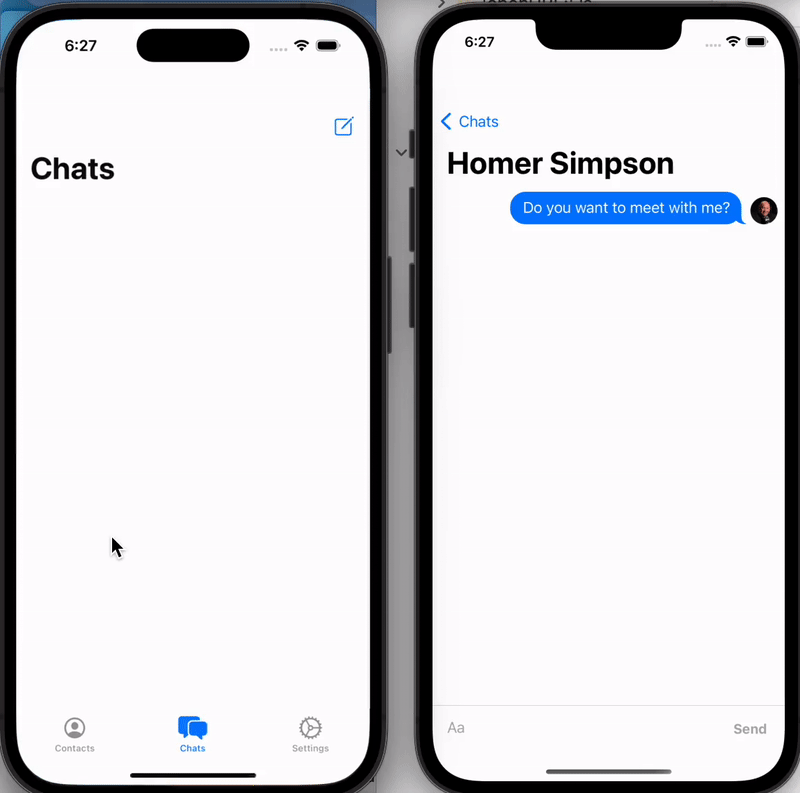 6:27
Chats
Contacts
Chats
Settings
6:27
Chats
Homer Simpson
Do you want to meet with me?
Aa
Send